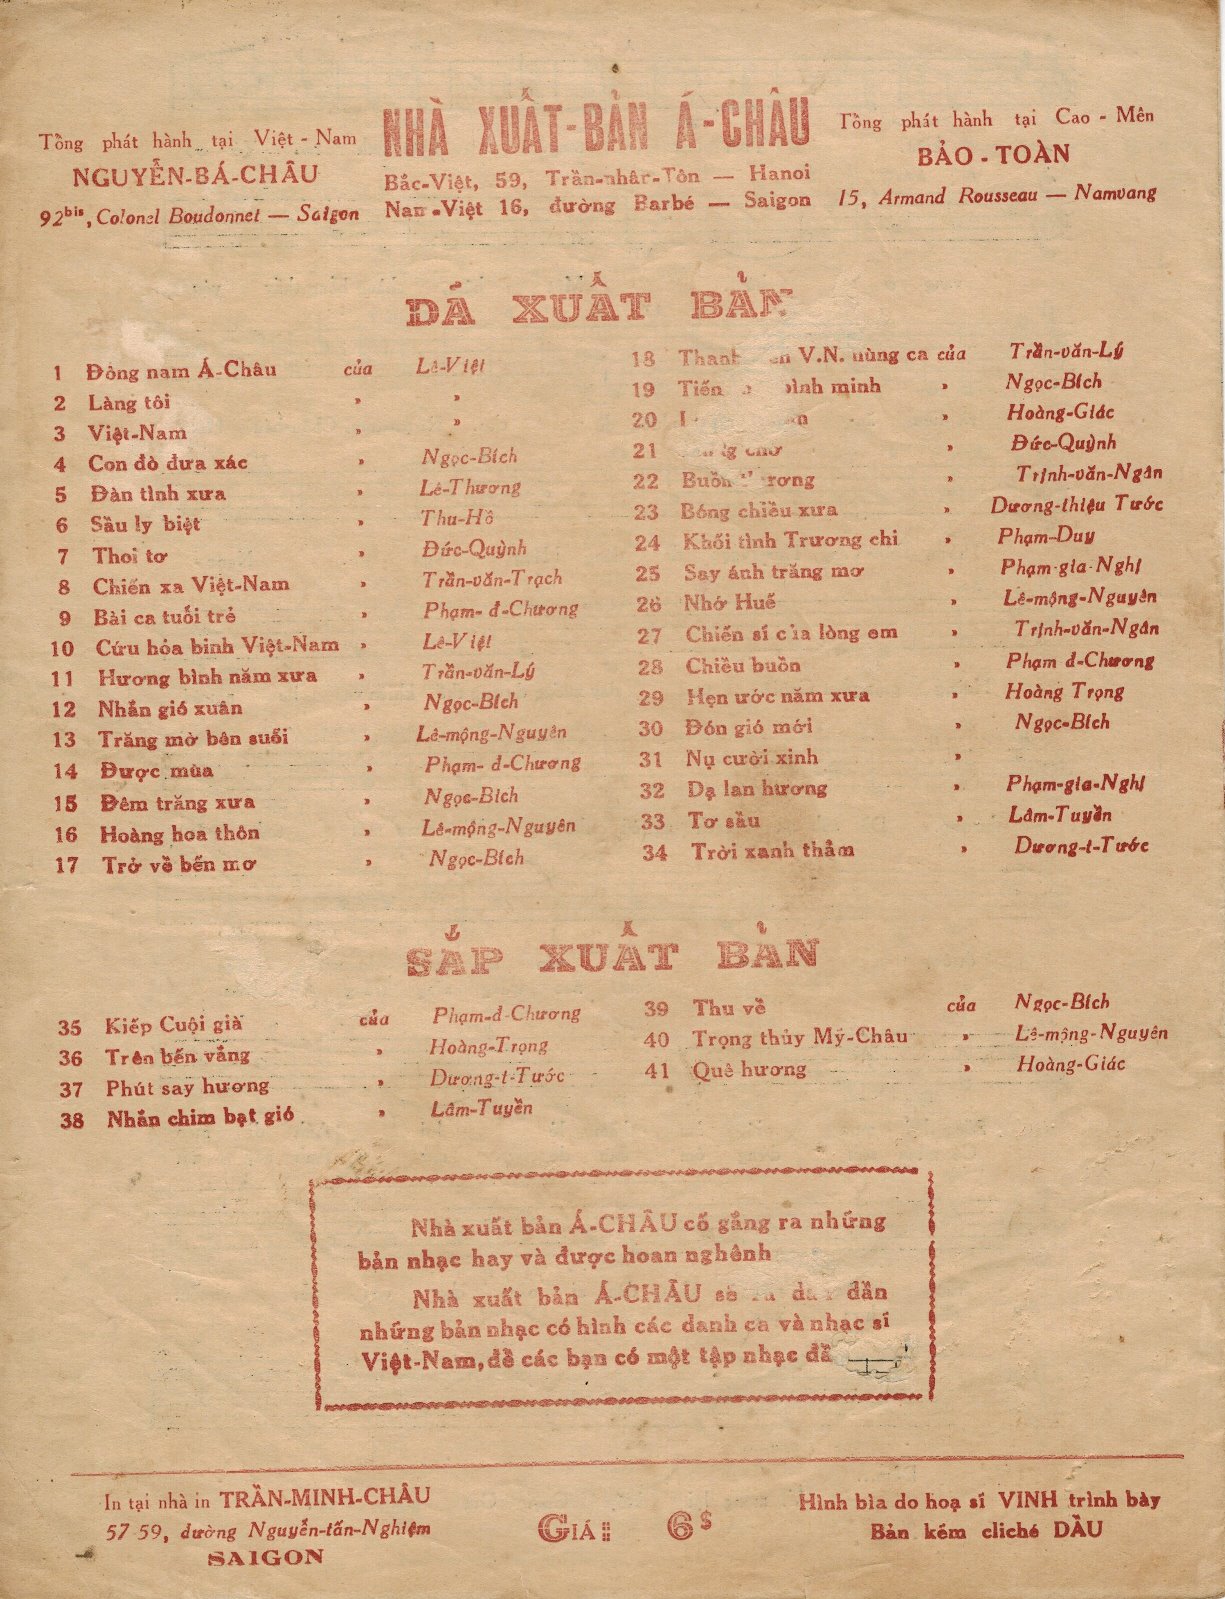 Tổng phát hành tại Việt - Nam
NGUYỄN-BÁ-CHÂU
92bis, Colonel Boudonnet — Saigon
NHÀ XUẤT-BẢN Á-CHÂU
Bắc-Việt, 59, Trần-nhân-Tôn — Hanoi
Nam-Việt 16, đường Barbé — Saigon
Tổng phát hành tại Cao - Mên
BẢO - TOÀN
15, Armand Rousseau — Namvang
ĐÃ XUẤT BẢN
1 Đông nam Á-Châu của Lê-Việt
2 Làng tôi » »
3 Việt-Nam » »
4 Con đò đưa xác » Ngọc-Bích
5 Đàn tình xưa » Lê-Thương
6 Sầu ly biệt » Thu-Hồ
7 Thoi tơ » Đức-Quỳnh
8 Chiến xa Việt-Nam » Trần-văn-Trạch
9 Bài ca tuổi trẻ » Phạm- đ-Chương
10 Cứu hỏa binh Việt-Nam » Lê-Việt
11 Hương bình năm xưa » Trần-văn-Lý
12 Nhắn gió xuân » Ngọc-Bích
13 Trăng mờ bên suối » Lê-mộng-Nguyên
14 Được mùa » Phạm- đ-Chương
15 Đêm trăng xưa » Ngọc-Bích
16 Hoàng hoa thôn » Lê-mộng-Nguyên
17 Trở về bến mơ » Ngọc-Bích
18 V.N. hùng ca của Trần-văn-Lý
19 Tiến bình minh » Ngọc-Bích
20 » Hoàng-Giác
21 chợ » Đức-Quỳnh
22 Buồn » Trịnh-văn-Ngân
23 Bóng chiều xưa » Dương-thiệu Tước
24 Khối tình Trương chi » Phạm-Duy
25 Say ánh trăng mơ » Phạm-gia-Nghị
26 Nhớ Huế » Lê-mộng-Nguyên
27 Chiến sí của lòng em » Trịnh-văn-Ngân
28 Chiều buồn » Phạm đ-Chương
29 Hẹn ước năm xưa » Hoàng Trọng
30 Đón gió mới » Ngọc-Bích
31 Nụ cười xinh »
32 Dạ lan hương » Phạm-gia-Nghị
33 Tơ sầu » Lâm-Tuyền
34 Trời xanh thẳm » Dương-t-Tước
SẮP XUẤT BẢN
35 Kiếp Cuội già của Phạm-đ-Chương
36 Trên bến vắng » Hoàng-Trọng
37 Phút say hương » Dương-t-Tước
38 Nhắn chim bạt gió » Lâm-Tuyền
39 Thu về của Ngọc-Bích
40 Trọng thủy Mỹ-Châu » Lê-mộng-Nguyên
41 Quê hương » Hoàng-Giác
Nhà xuất bản Á-CHÂU cố gắng ra những
bản nhạc hay và được hoan nghênh
Nhà xuất bản Á-CHÂU sẽ ra dần dần
những bản nhạc có hình các danh ca và nhạc sí
Việt-Nam, để các bạn có một tập nhạc
In tại nhà in TRẦN-MINH-CHÂU
57-59, đường Nguyễn-tấn-Nghiệm
SAIGON
GIÁ: 6$
Hình bìa do hoạ sí VINH trình bày
Bản kẽm cliché DẦU